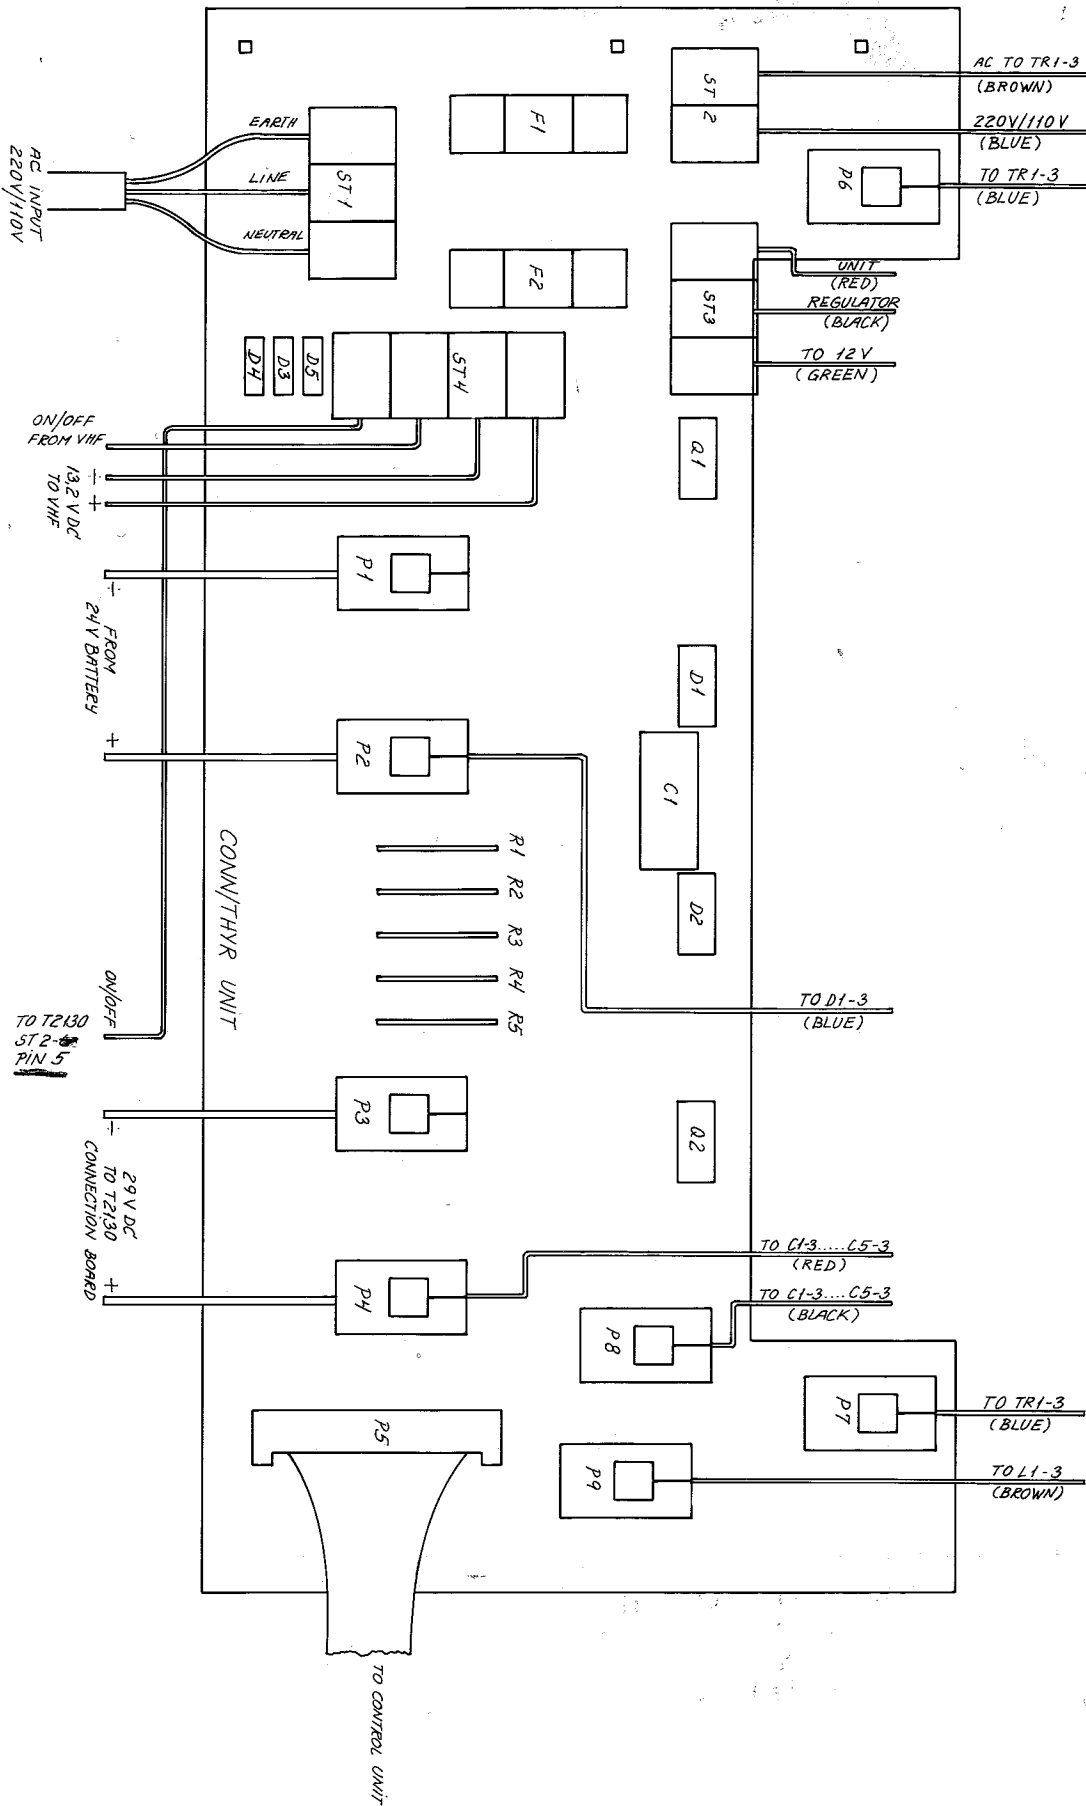 AC TO TR1-3
(BROWN)
220V/110V
(BLUE)
TO TR1-3
(BLUE)
ST 2
P6
F1
EARTH
LINE
NEUTRAL
ST1
AC INPUT
220V/110V
F2
UNIT
(RED)
REGULATOR
(BLACK)
TO 12V
(GREEN)
ST3
D4
D3
D5
ST4
ON/OFF
FROM VHF
÷
+
13,2 V DC
TO VHF
Q1
P1
÷
FROM
24V BATTERY
+
P2
D1
C1
D2
R1
R2
R3
R4
R5
CONN/THYR UNIT
TO D1-3
(BLUE)
ON/OFF
TO T2130
ST 2-
PIN 5
P3
Q2
÷
29 V DC
TO T2130
CONNECTION BOARD
+
P4
TO C1-3.....C5-3
(RED)
TO C1-3....C5-3
(BLACK)
P8
P7
TO TR1-3
(BLUE)
P5
P9
TO L1-3
(BROWN)
TO CONTROL UNIT